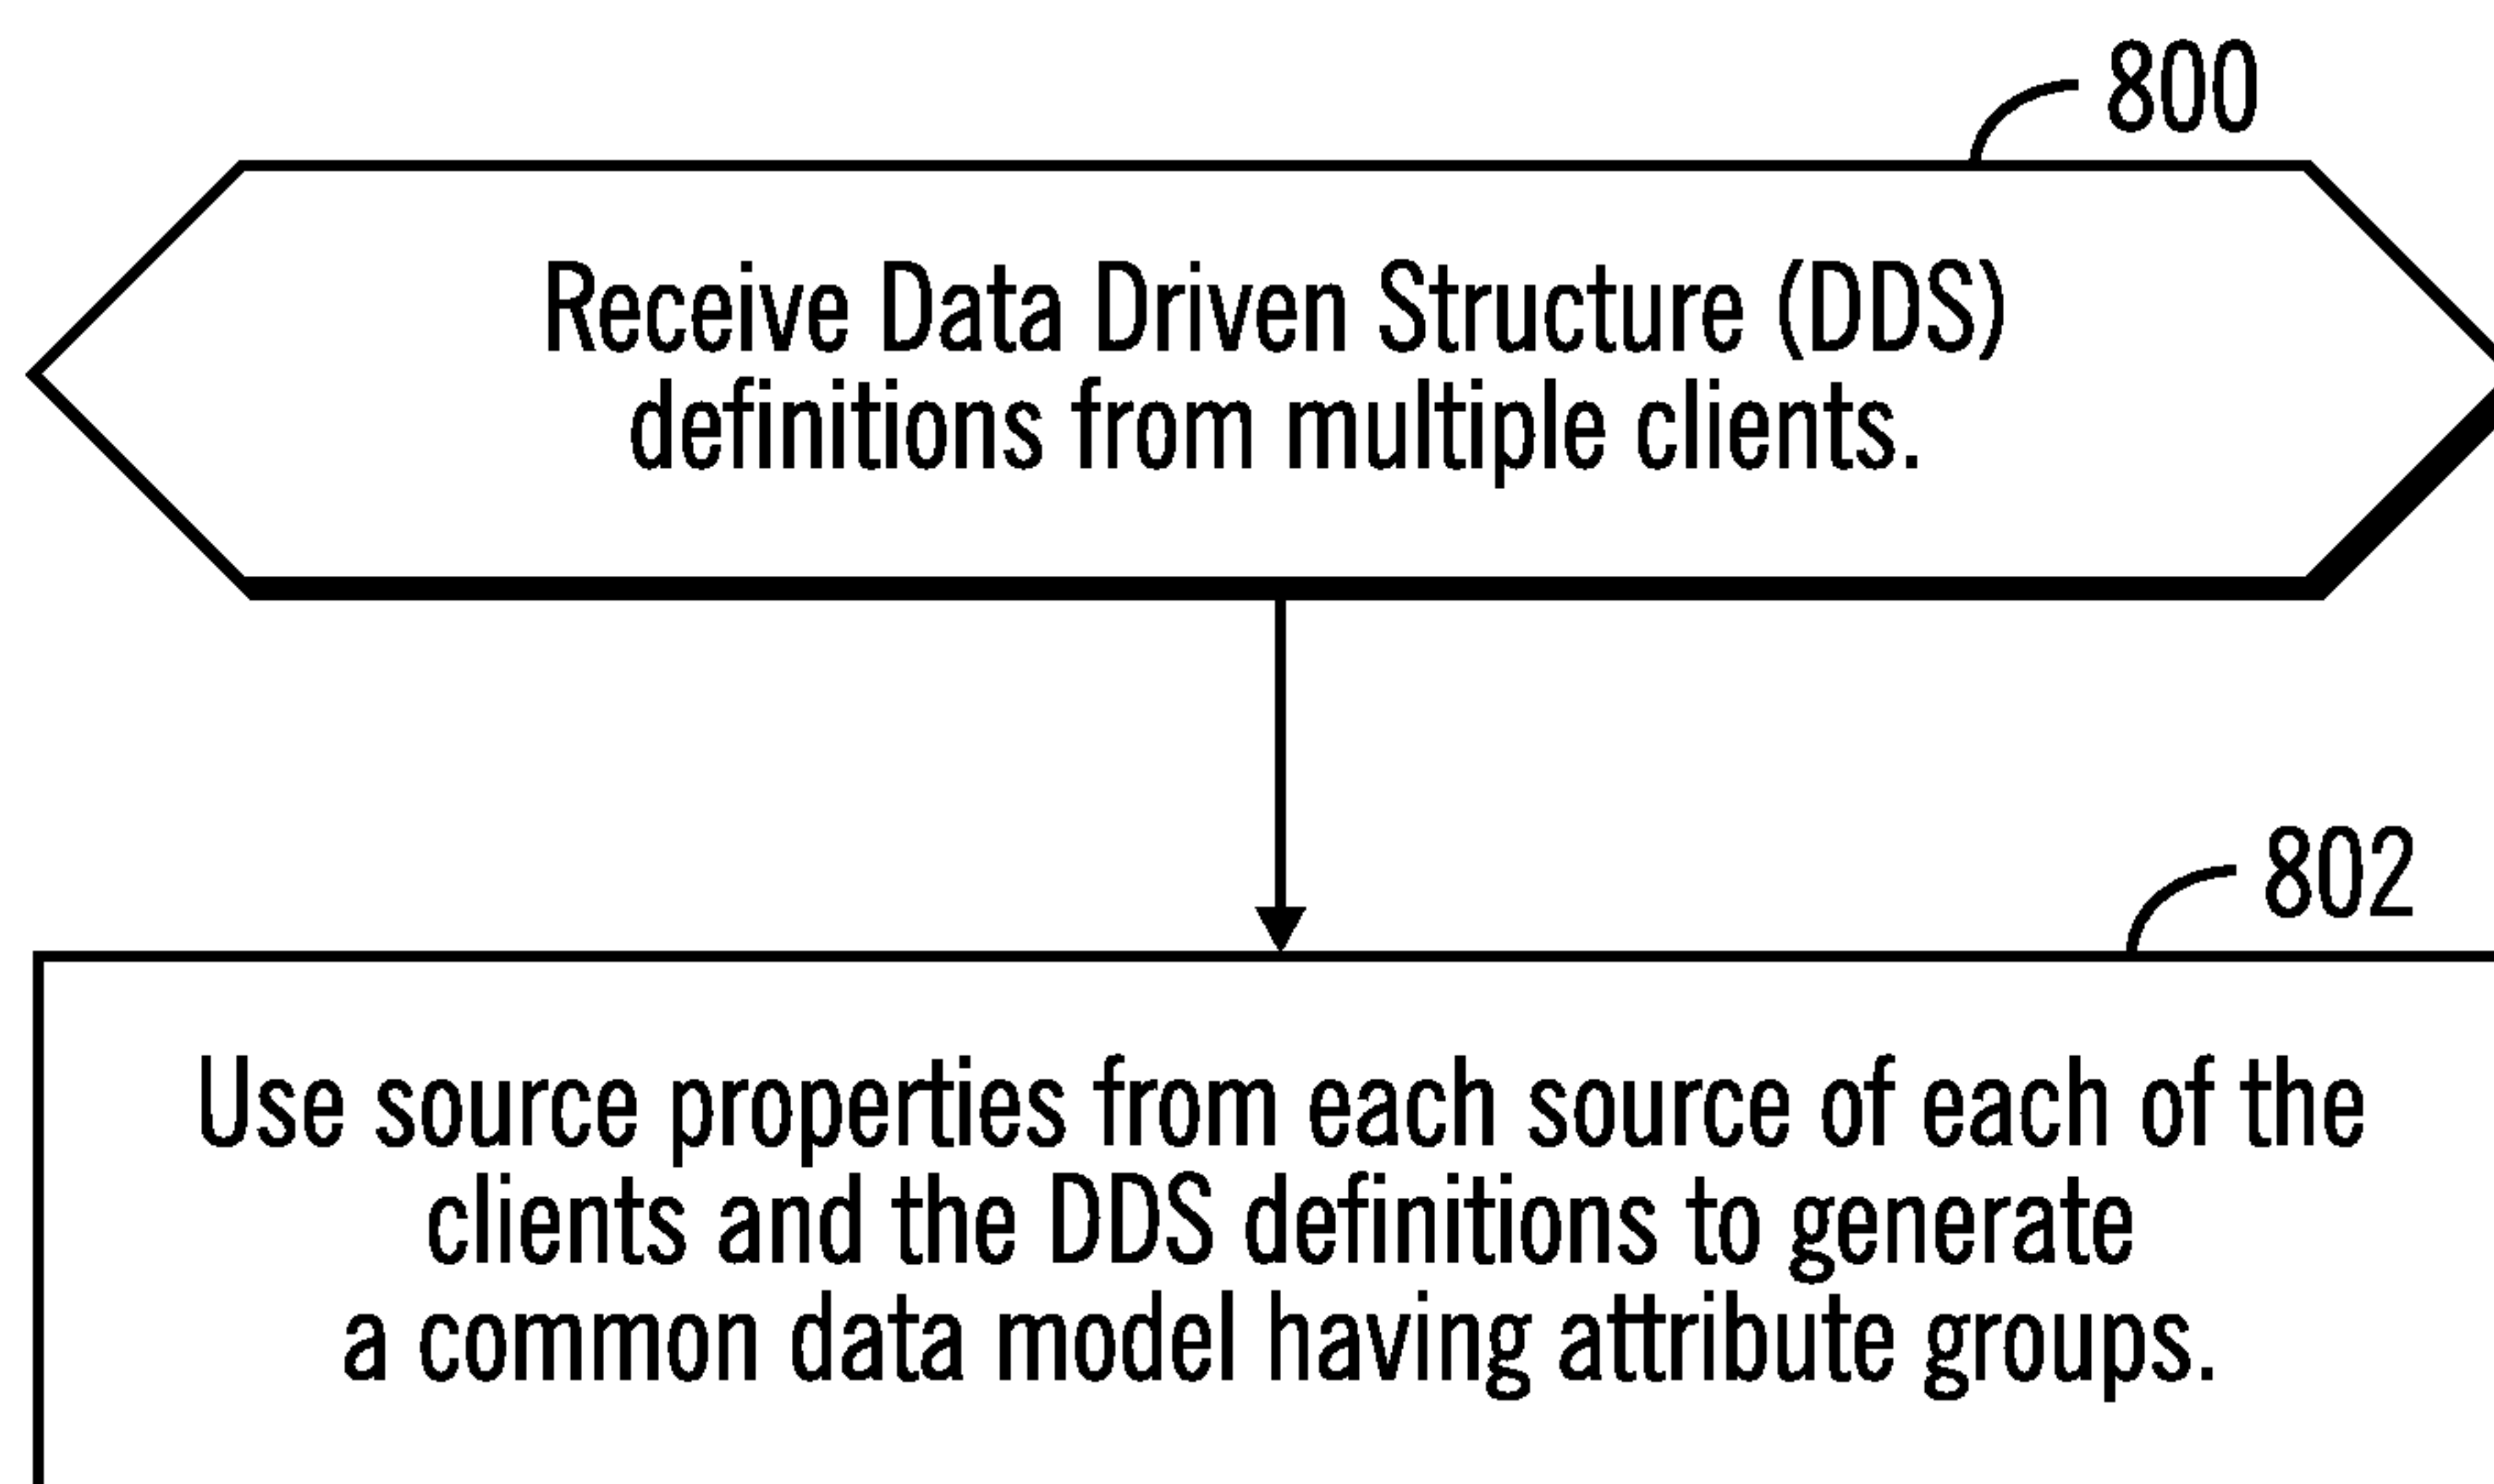 800
Receive Data Driven Structure (DDS)
definitions from multiple clients.
802
Use source properties from each source of each of the
clients and the DDS definitions to generate
a common data model having attribute groups.